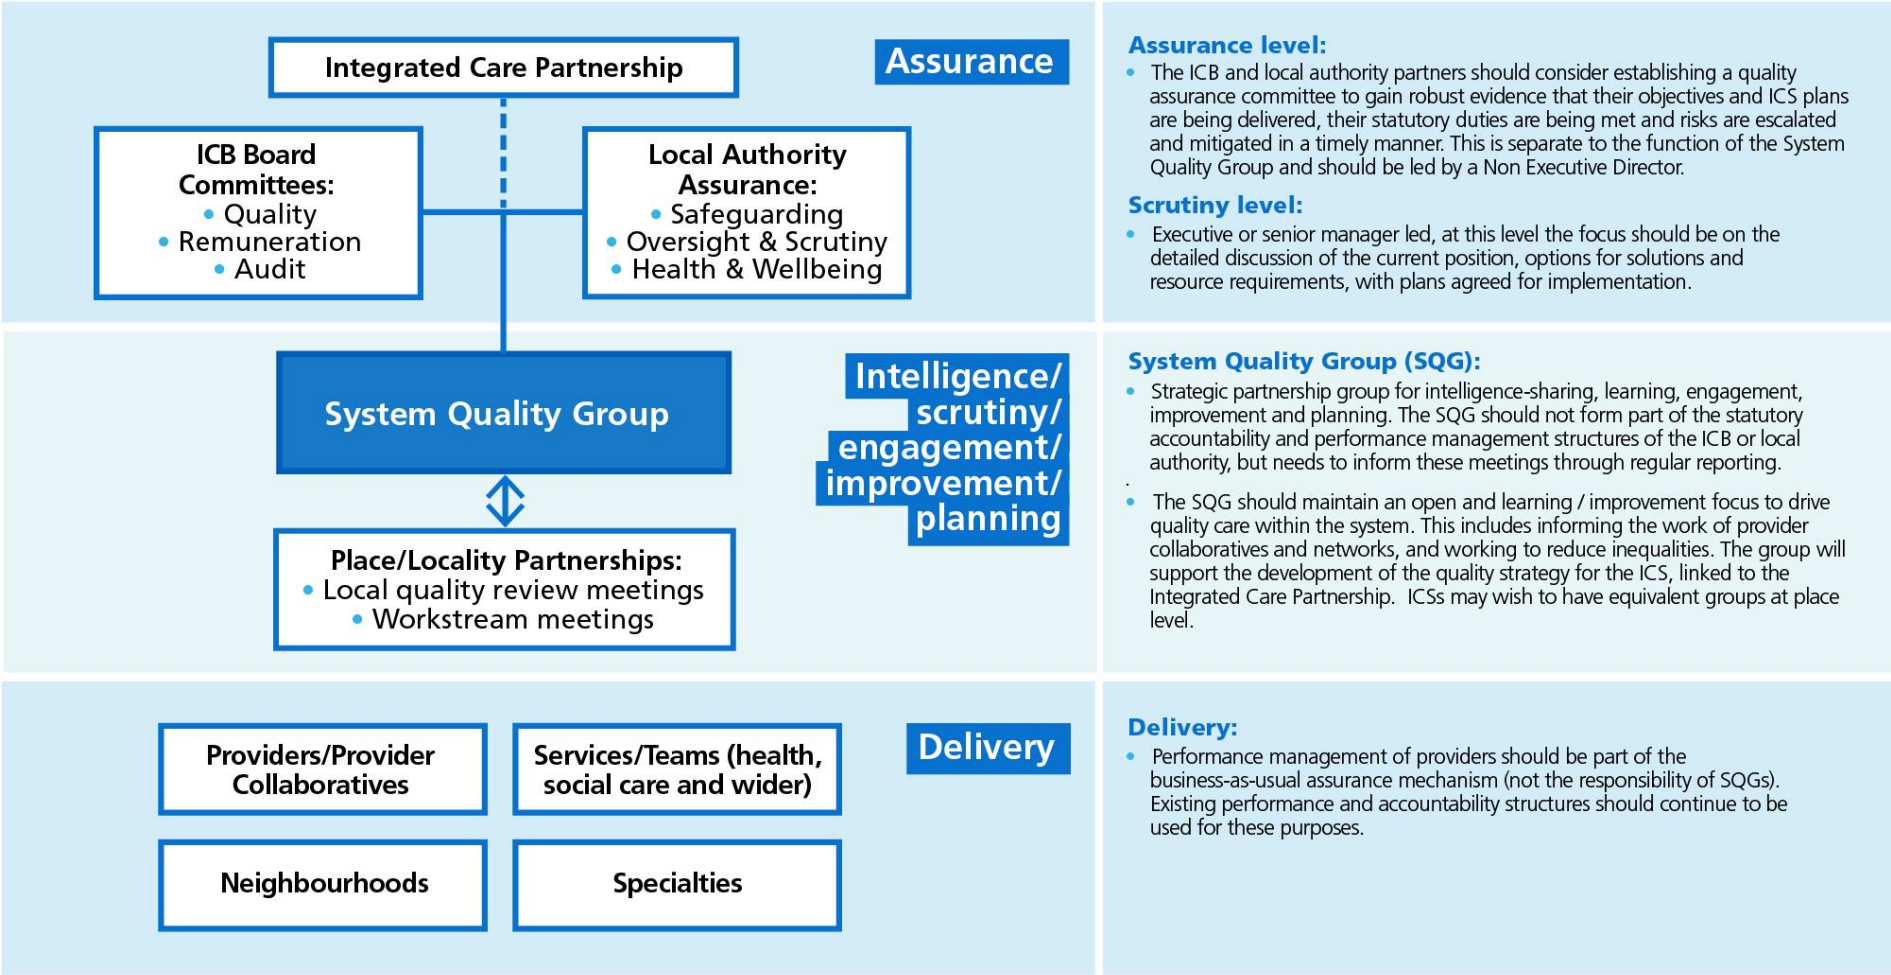 Integrated Care Partnership
Assurance
ICB Board
Committees:
• Quality
• Remuneration
• Audit
Local Authority
Assurance:
• Safeguarding
• Oversight & Scrutiny
• Health & Wellbeing
Assurance level:
• The ICB and local authority partners should consider establishing a quality
assurance committee to gain robust evidence that their objectives and ICS plans
are being delivered, their statutory duties are being met and risks are escalated
and mitigated in a timely manner. This is separate to the function of the System
Quality Group and should be led by a Non Executive Director.
Scrutiny level:
• Executive or senior manager led, at this level the focus should be on the
detailed discussion of the current position, options for solutions and
resource requirements, with plans agreed for implementation.
System Quality Group
Intelligence/
scrutiny/
engagement/
improvement/
planning
Place/Locality Partnerships:
• Local quality review meetings
• Workstream meetings
System Quality Group (SQG):
• Strategic partnership group for intelligence-sharing, learning, engagement,
improvement and planning. The SQG should not form part of the statutory
accountability and performance management structures of the ICB or local
authority, but needs to inform these meetings through regular reporting.
.
• The SQG should maintain an open and learning / improvement focus to drive
quality care within the system. This includes informing the work of provider
collaboratives and networks, and working to reduce inequalities. The group will
support the development of the quality strategy for the ICS, linked to the
Integrated Care Partnership.  ICSs may wish to have equivalent groups at place
level.
Providers/Provider
Collaboratives
Services/Teams (health,
social care and wider)
Delivery
Neighbourhoods
Specialties
Delivery:
• Performance management of providers should be part of the
business-as-usual assurance mechanism (not the responsibility of SQGs).
Existing performance and accountability structures should continue to be
used for these purposes.